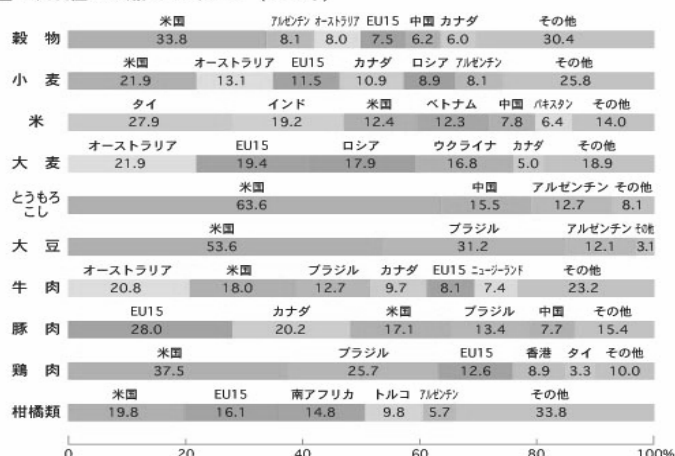 米国 アルゼンチン オーストラリア EU15 中国 カナダ その他
穀物 33.8 8.1 8.0 7.5 6.2 6.0 30.4
米国 オーストラリア EU15 カナダ ロシア アルゼンチン その他
小麦 21.9 13.1 11.5 10.9 8.9 8.1 25.8
タイ インド 米国 ベトナム 中国 パキスタン その他
米 27.9 19.2 12.4 12.3 7.8 6.4 14.0
オーストラリア EU15 ロシア ウクライナ カナダ その他
大麦 21.9 19.4 17.9 16.8 5.0 18.9
米国 中国 アルゼンチン その他
とうもろこし 63.6 15.5 12.7 8.1
米国 ブラジル アルゼンチン その他
大豆 53.6 31.2 12.1 3.1
オーストラリア 米国 ブラジル カナダ EU15 ニュージーランド その他
牛肉 20.8 18.0 12.7 9.7 8.1 7.4 23.2
EU15 カナダ 米国 ブラジル 中国 その他
豚肉 28.0 20.2 17.1 13.4 7.7 15.4
米国 ブラジル EU15 香港 タイ その他
鶏肉 37.5 25.7 12.6 8.9 3.3 10.0
米国 EU15 南アフリカ トルコ アルゼンチン その他
柑橘類 19.8 16.1 14.8 9.8 5.7 33.8
0 20 40 60 80 100%